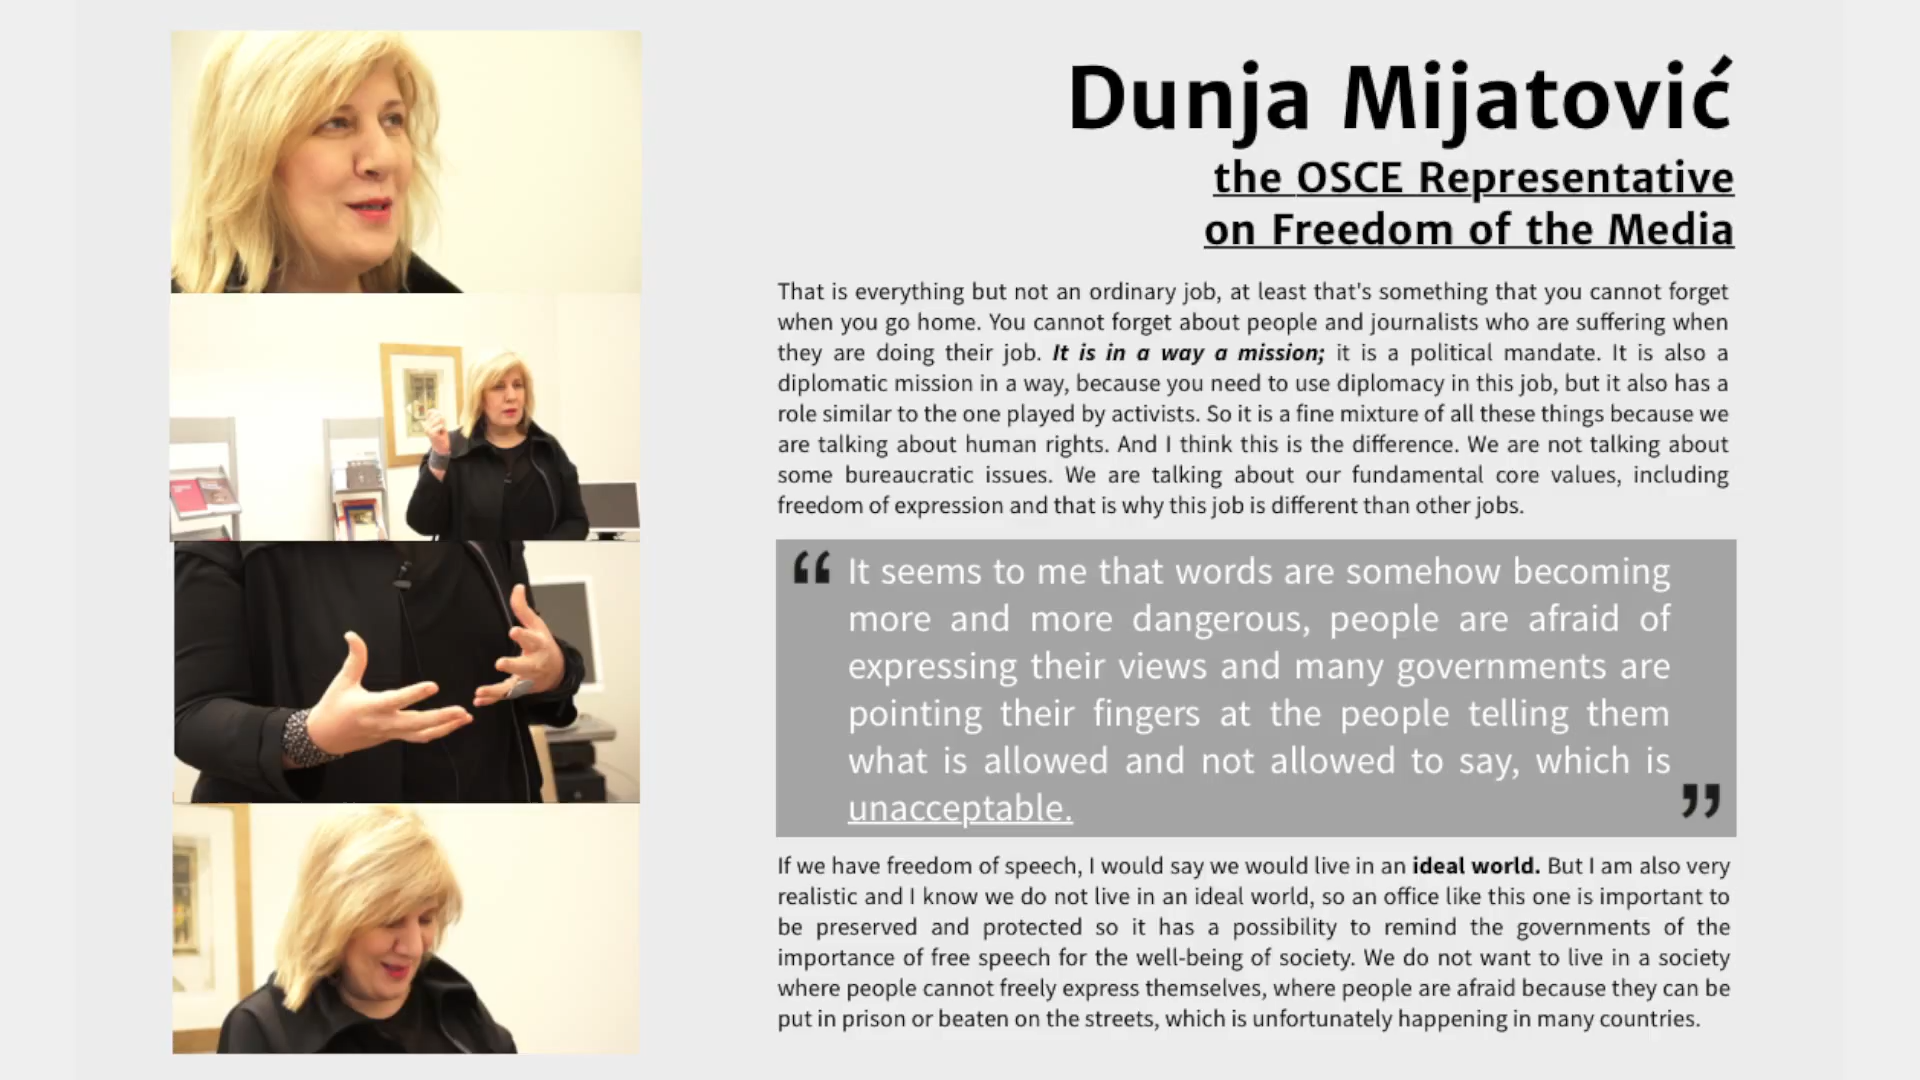 Dunja Mijatović
the OSCE Representative
on Freedom of the Media
That is everything but not an ordinary job, at least that's something that you cannot forget
when you go home. You cannot forget about people and journalists who are suffering when
they are doing their job. It is in a way a mission; it is a political mandate. It is also a
diplomatic mission in a way, because you need to use diplomacy in this job, but it also has a
role similar to the one played by activists. So it is a fine mixture of all these things because we
are talking about human rights. And I think this is the difference. We are not talking about
some bureaucratic issues. We are talking about our fundamental core values, including
freedom of expression and that is why this job is different than other jobs.
“ It seems to me that words are somehow becoming
more and more dangerous, people are afraid of
expressing their views and many governments are
pointing their fingers at the people telling them
what is allowed and not allowed to say, which is
unacceptable. ”
If we have freedom of speech, I would say we would live in an ideal world. But I am also very
realistic and I know we do not live in an ideal world, so an office like this one is important to
be preserved and protected so it has a possibility to remind the governments of the
importance of free speech for the well-being of society. We do not want to live in a society
where people cannot freely express themselves, where people are afraid because they can be
put in prison or beaten on the streets, which is unfortunately happening in many countries.